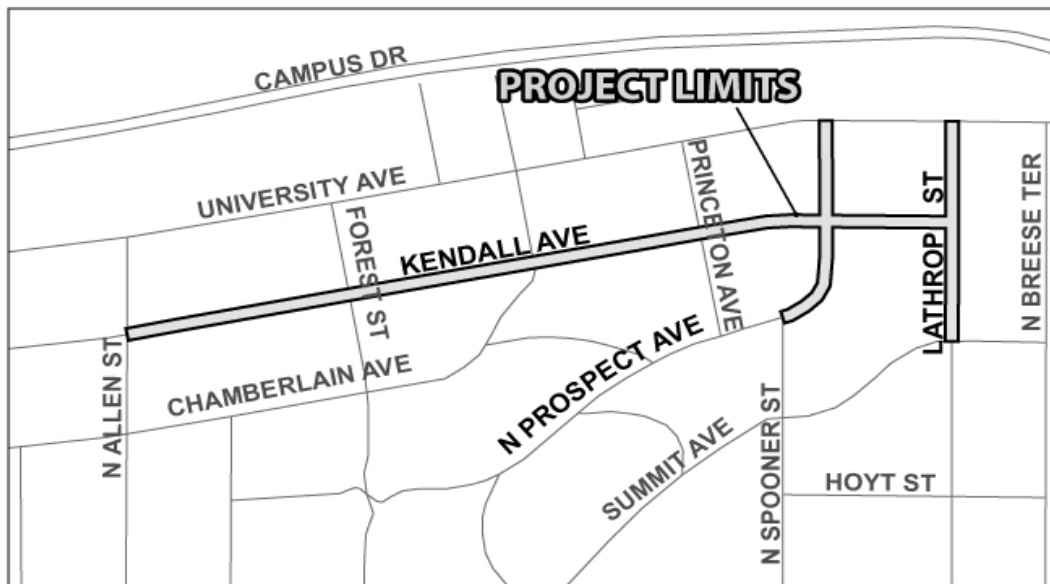 CAMPUS DR
PROJECT LIMITS
UNIVERSITY AVE
FOREST ST
KENDALL AVE
PRINCETON AVE
LATHROP ST
N BREESE TER
N ALLEN ST
CHAMBERLAIN AVE
N PROSPECT AVE
SUMMIT AVE
N SPOONER ST
HOYT ST